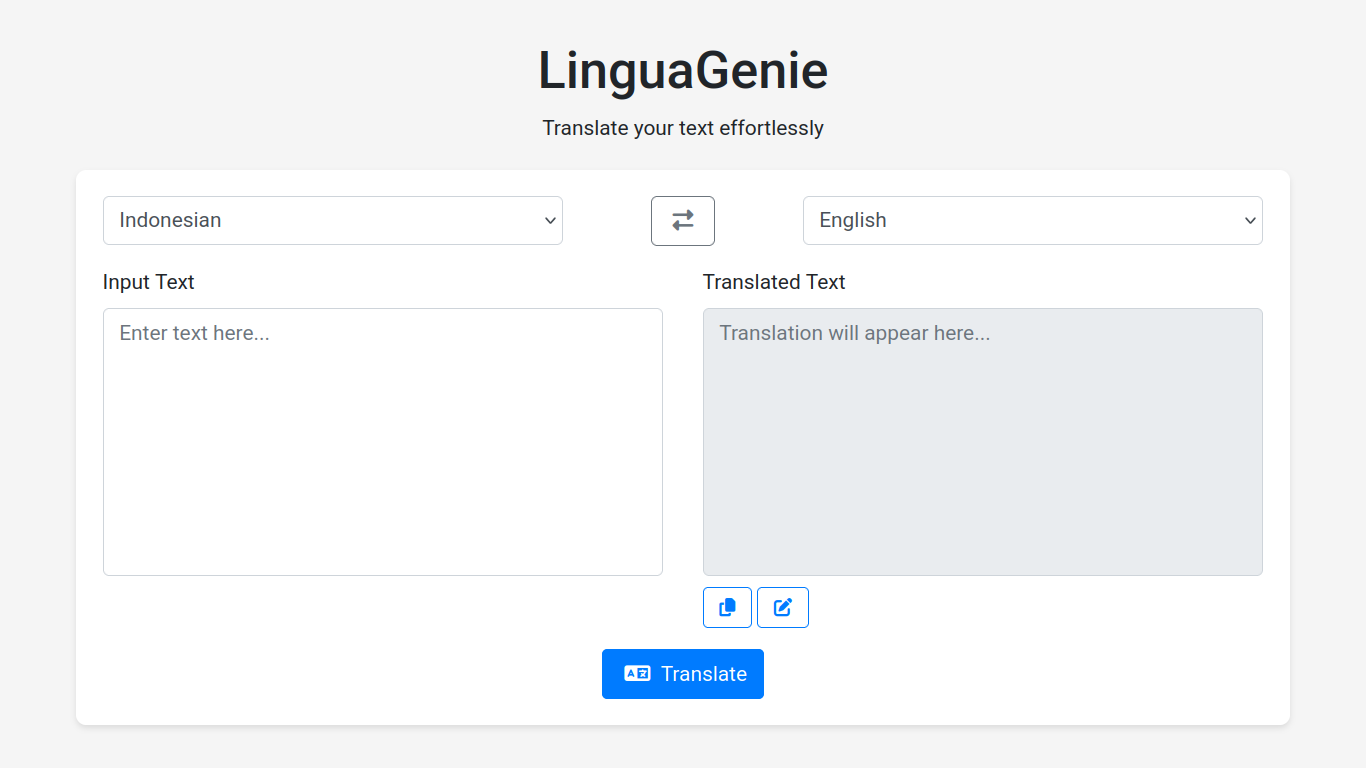 LinguaGenie
Translate your text effortlessly
Indonesian
English
Input Text
Translated Text
Enter text here...
Translation will appear here...
Translate